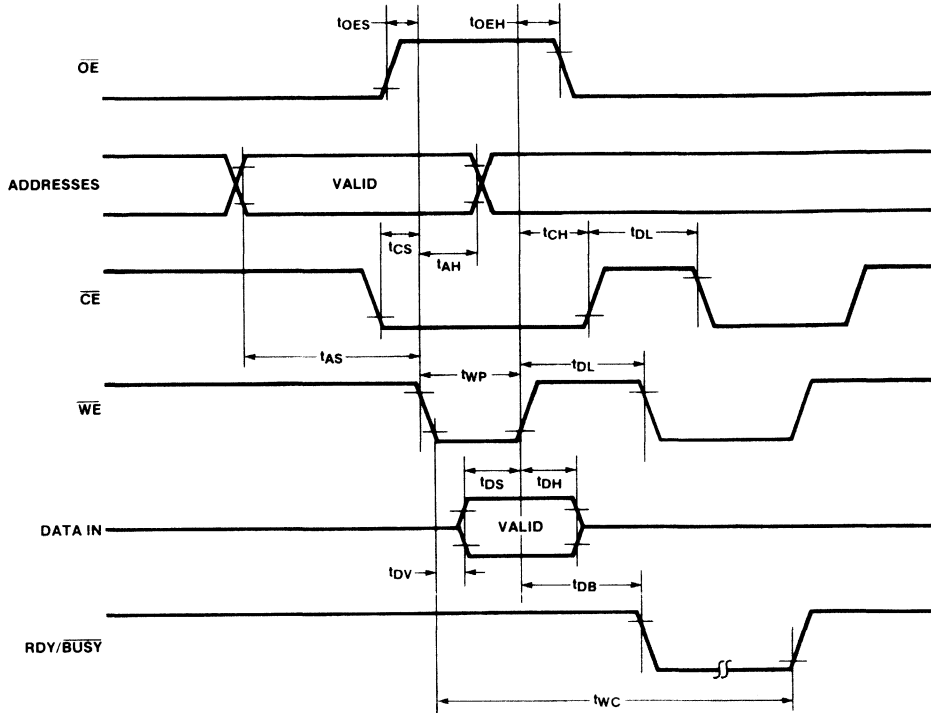 tOES tOEH
OE
ADDRESSES VALID
tCS tAH tCH tDL
CE
tAS
tWP tDL
WE
tDS tDH
DATA IN VALID
tDV tDB
RDY/BUSY
tWC